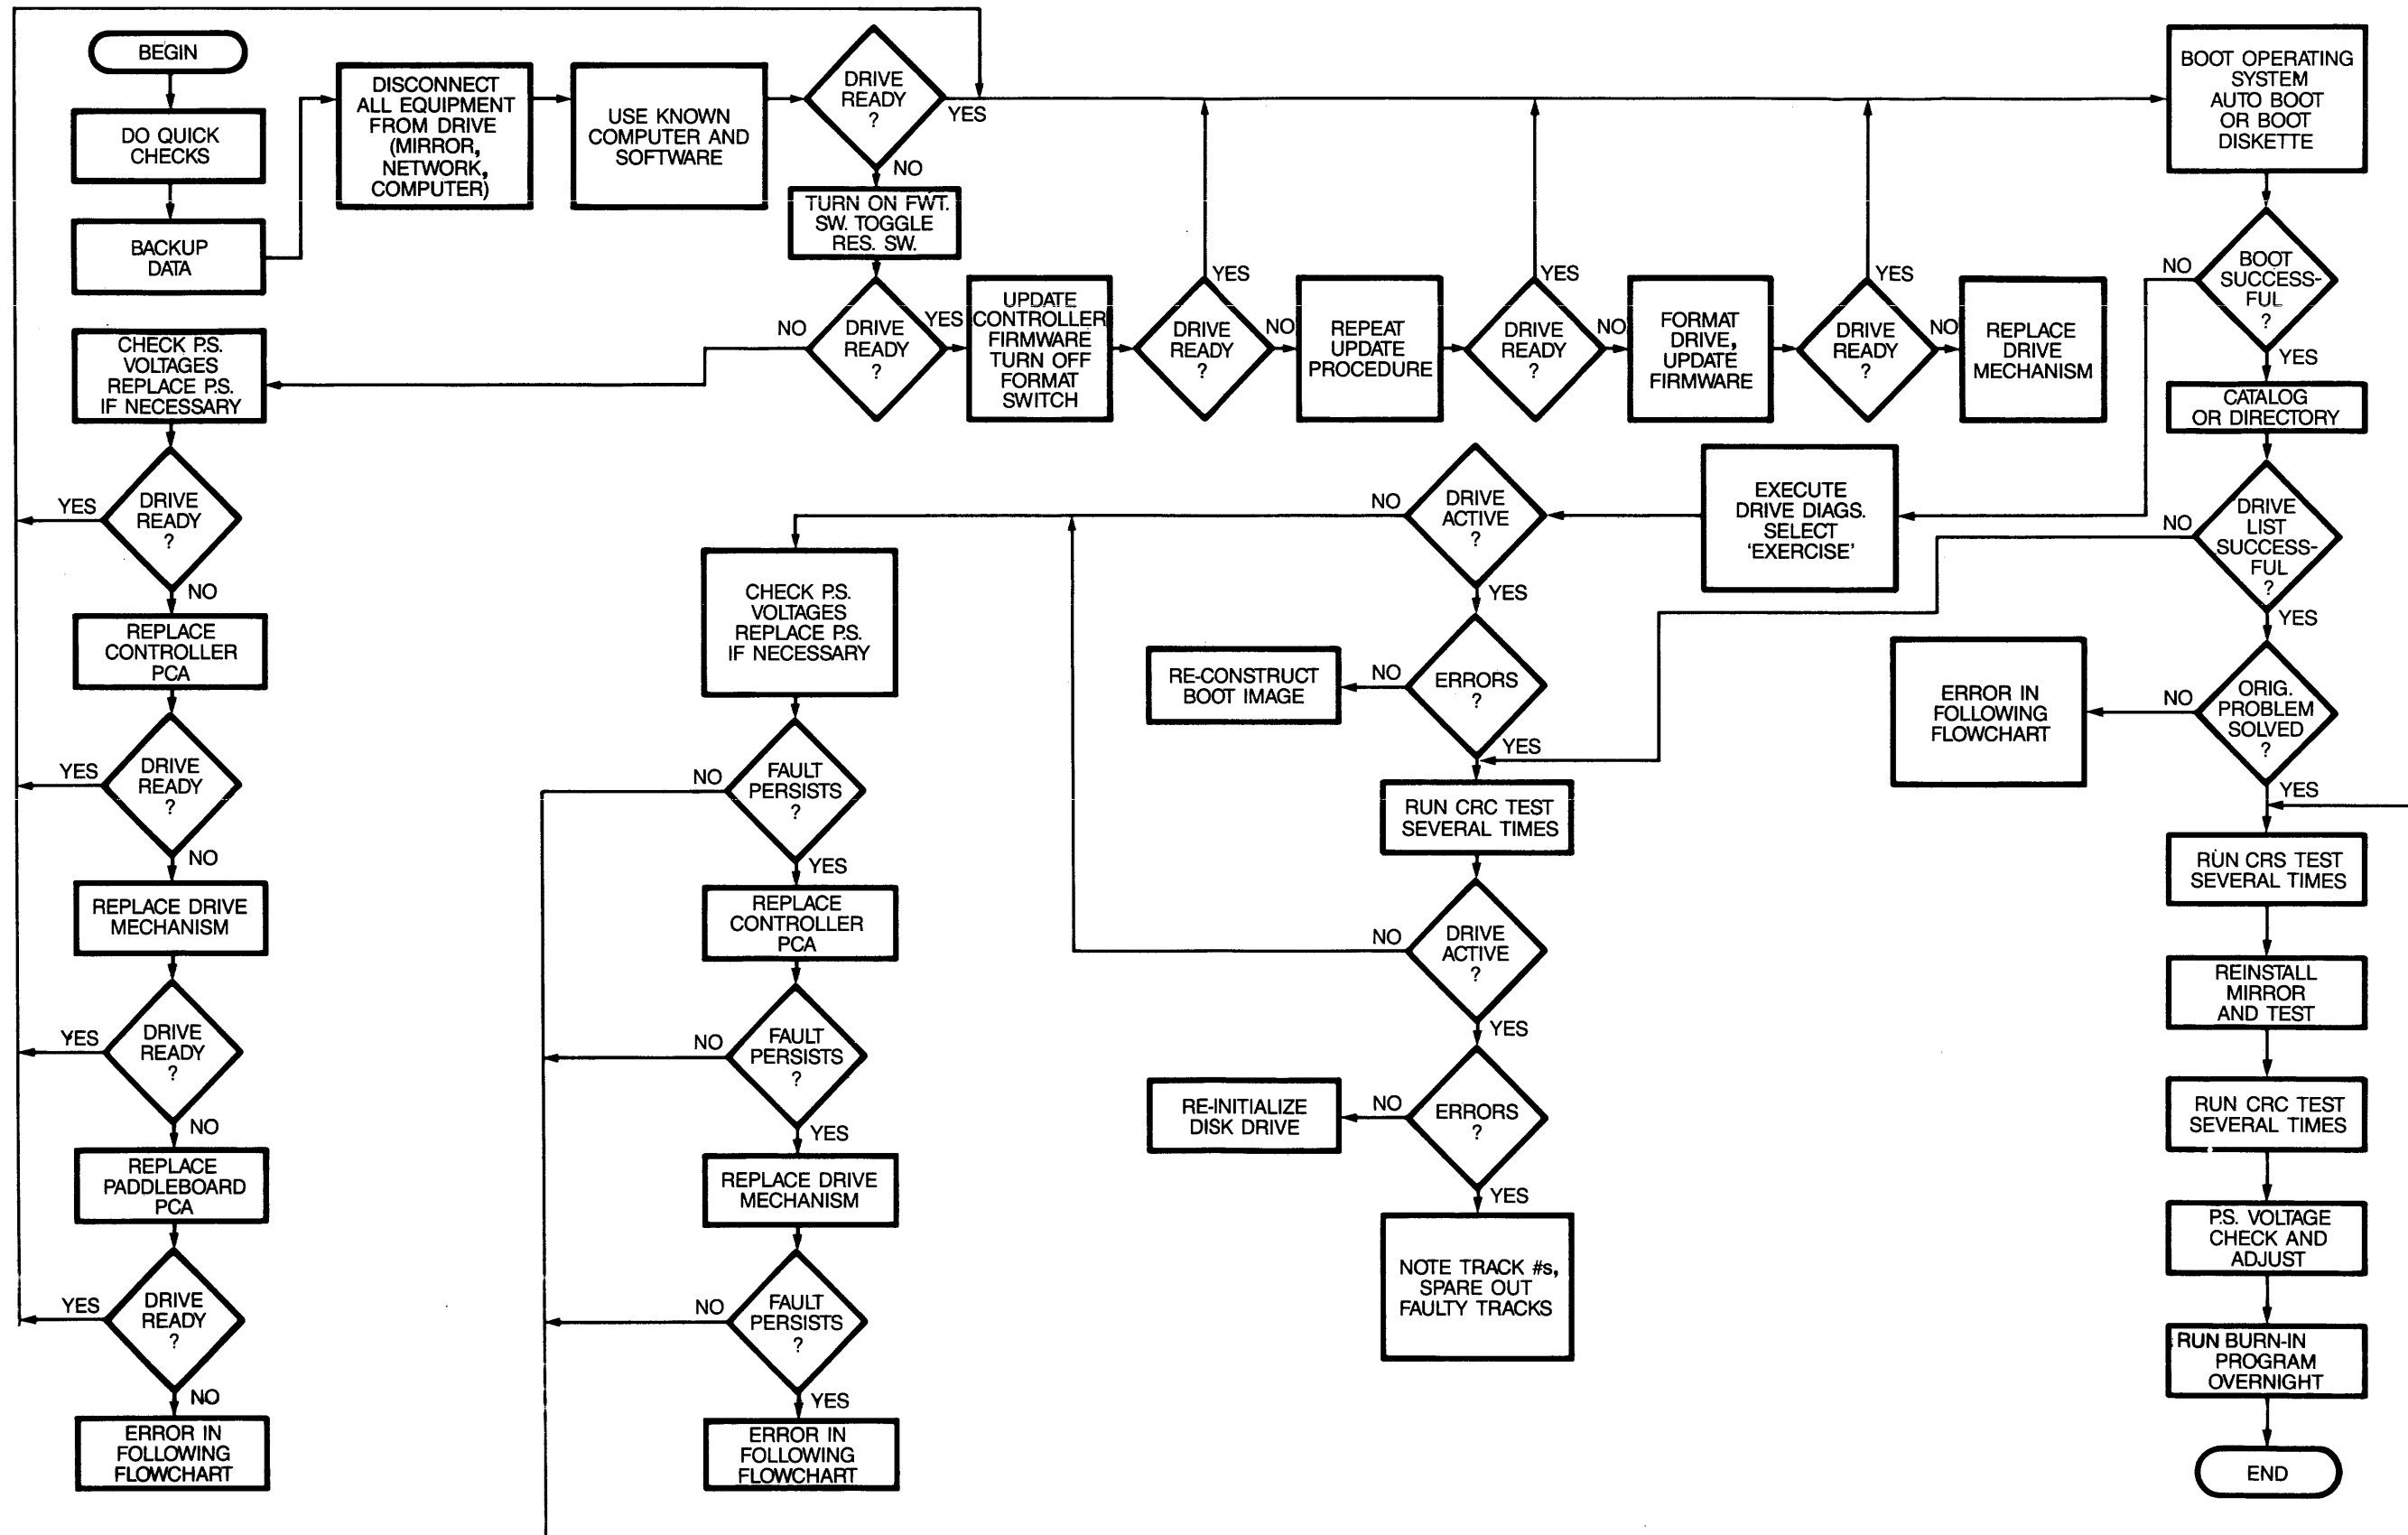 BEGIN
DO QUICK
CHECKS
BACKUP
DATA
DISCONNECT
ALL EQUIPMENT
FROM DRIVE
(MIRROR,
NETWORK,
COMPUTER)
USE KNOWN
COMPUTER AND
SOFTWARE
DRIVE
READY
?
YES
NO
TURN ON FWT.
SW. TOGGLE
RES. SW.
DRIVE
READY
?
NO
YES
UPDATE
CONTROLLER
FIRMWARE
TURN OFF
FORMAT
SWITCH
DRIVE
READY
?
YES
NO
REPEAT
UPDATE
PROCEDURE
DRIVE
READY
?
YES
NO
FORMAT
DRIVE,
UPDATE
FIRMWARE
DRIVE
READY
?
YES
NO
REPLACE
DRIVE
MECHANISM
CHECK P.S.
VOLTAGES
REPLACE P.S.
IF NECESSARY
DRIVE
READY
?
YES
NO
REPLACE
CONTROLLER
PCA
DRIVE
READY
?
YES
NO
REPLACE DRIVE
MECHANISM
DRIVE
READY
?
YES
NO
REPLACE
PADDLEBOARD
PCA
DRIVE
READY
?
YES
NO
ERROR IN
FOLLOWING
FLOWCHART
CHECK P.S.
VOLTAGES
REPLACE P.S.
IF NECESSARY
FAULT
PERSISTS
?
NO
YES
REPLACE
CONTROLLER
PCA
FAULT
PERSISTS
?
NO
YES
REPLACE DRIVE
MECHANISM
FAULT
PERSISTS
?
NO
YES
ERROR IN
FOLLOWING
FLOWCHART
EXECUTE
DRIVE DIAGS.
SELECT
‘EXERCISE’
DRIVE
ACTIVE
?
NO
YES
ERRORS
?
NO
YES
RE-CONSTRUCT
BOOT IMAGE
RUN CRC TEST
SEVERAL TIMES
DRIVE
ACTIVE
?
NO
YES
ERRORS
?
NO
YES
RE-INITIALIZE
DISK DRIVE
NOTE TRACK #s,
SPARE OUT
FAULTY TRACKS
BOOT OPERATING
SYSTEM
AUTO BOOT
OR BOOT
DISKETTE
BOOT
SUCCESS-
FUL
?
NO
YES
CATALOG
OR DIRECTORY
DRIVE
LIST
SUCCESS-
FUL
?
NO
YES
ORIG.
PROBLEM
SOLVED
?
NO
YES
ERROR IN
FOLLOWING
FLOWCHART
RUN CRS TEST
SEVERAL TIMES
REINSTALL
MIRROR
AND TEST
RUN CRC TEST
SEVERAL TIMES
P.S. VOLTAGE
CHECK AND
ADJUST
RUN BURN-IN
PROGRAM
OVERNIGHT
END